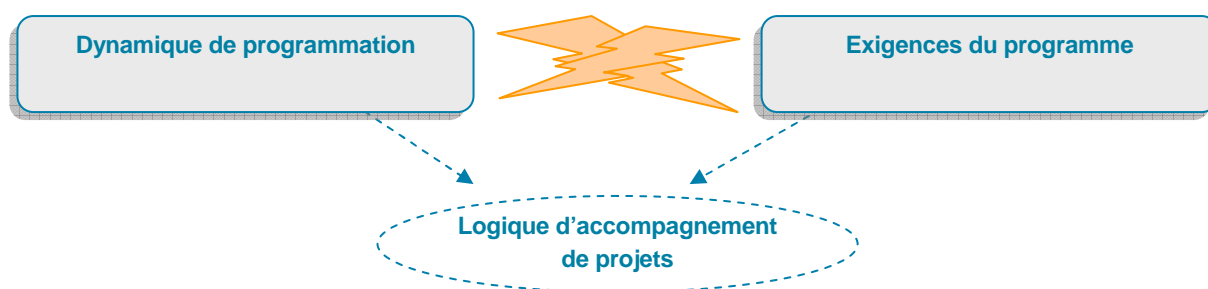 Dynamique de programmation
Exigences du programme
Logique d’accompagnement
de projets